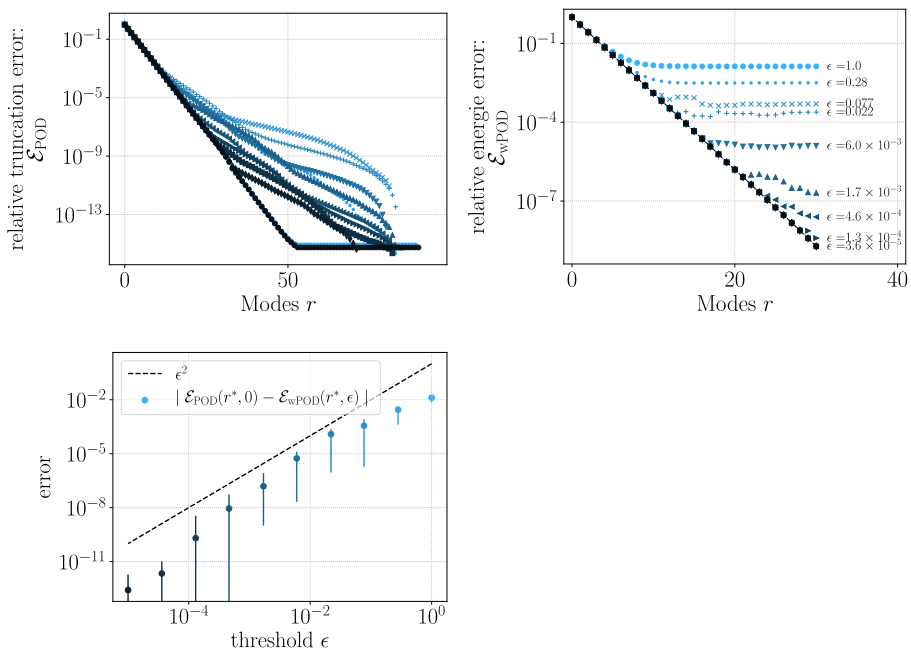 relative truncation error:
ℰPOD
10⁻¹
10⁻⁵
10⁻⁹
10⁻¹³
0
50
Modes r
relative energie error:
ℰwPOD
10⁻¹
10⁻⁴
10⁻⁷
ϵ =1.0
ϵ =0.28
ϵ =0.077
ϵ =0.022
ϵ =6.0 × 10⁻³
ϵ =1.7 × 10⁻³
ϵ =4.6 × 10⁻⁴
ϵ =1.3 × 10⁻⁴
ϵ =3.6 × 10⁻⁵
0
20
40
Modes r
error
10⁻²
10⁻⁵
10⁻⁸
10⁻¹¹
ϵ²
| ℰPOD(r*, 0) − ℰwPOD(r*, ϵ) |
10⁻⁴
10⁻²
10⁰
threshold ϵ